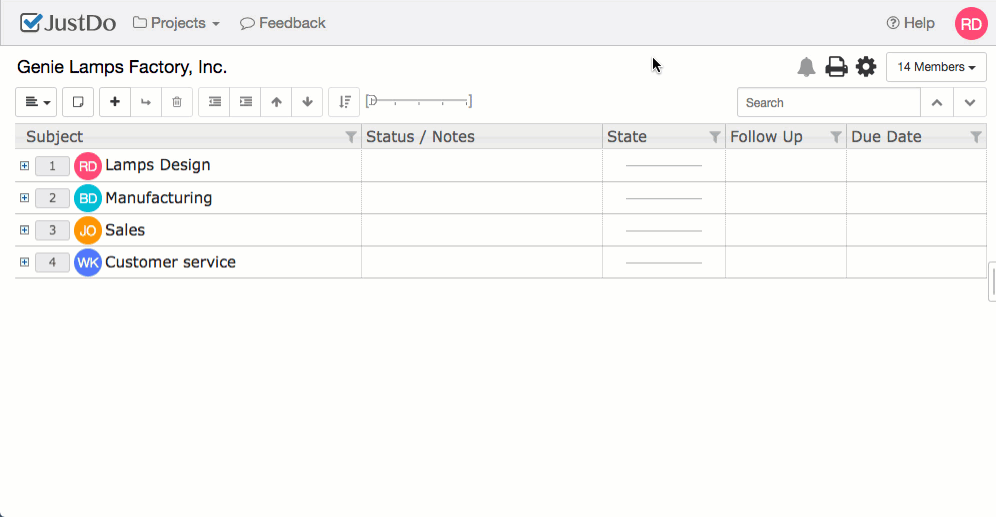 JustDo Projects Feedback Help RD
Genie Lamps Factory, Inc. 14 Members
Search
Subject Status / Notes State Follow Up Due Date
1 RD Lamps Design
2 BD Manufacturing
3 JO Sales
4 WK Customer service